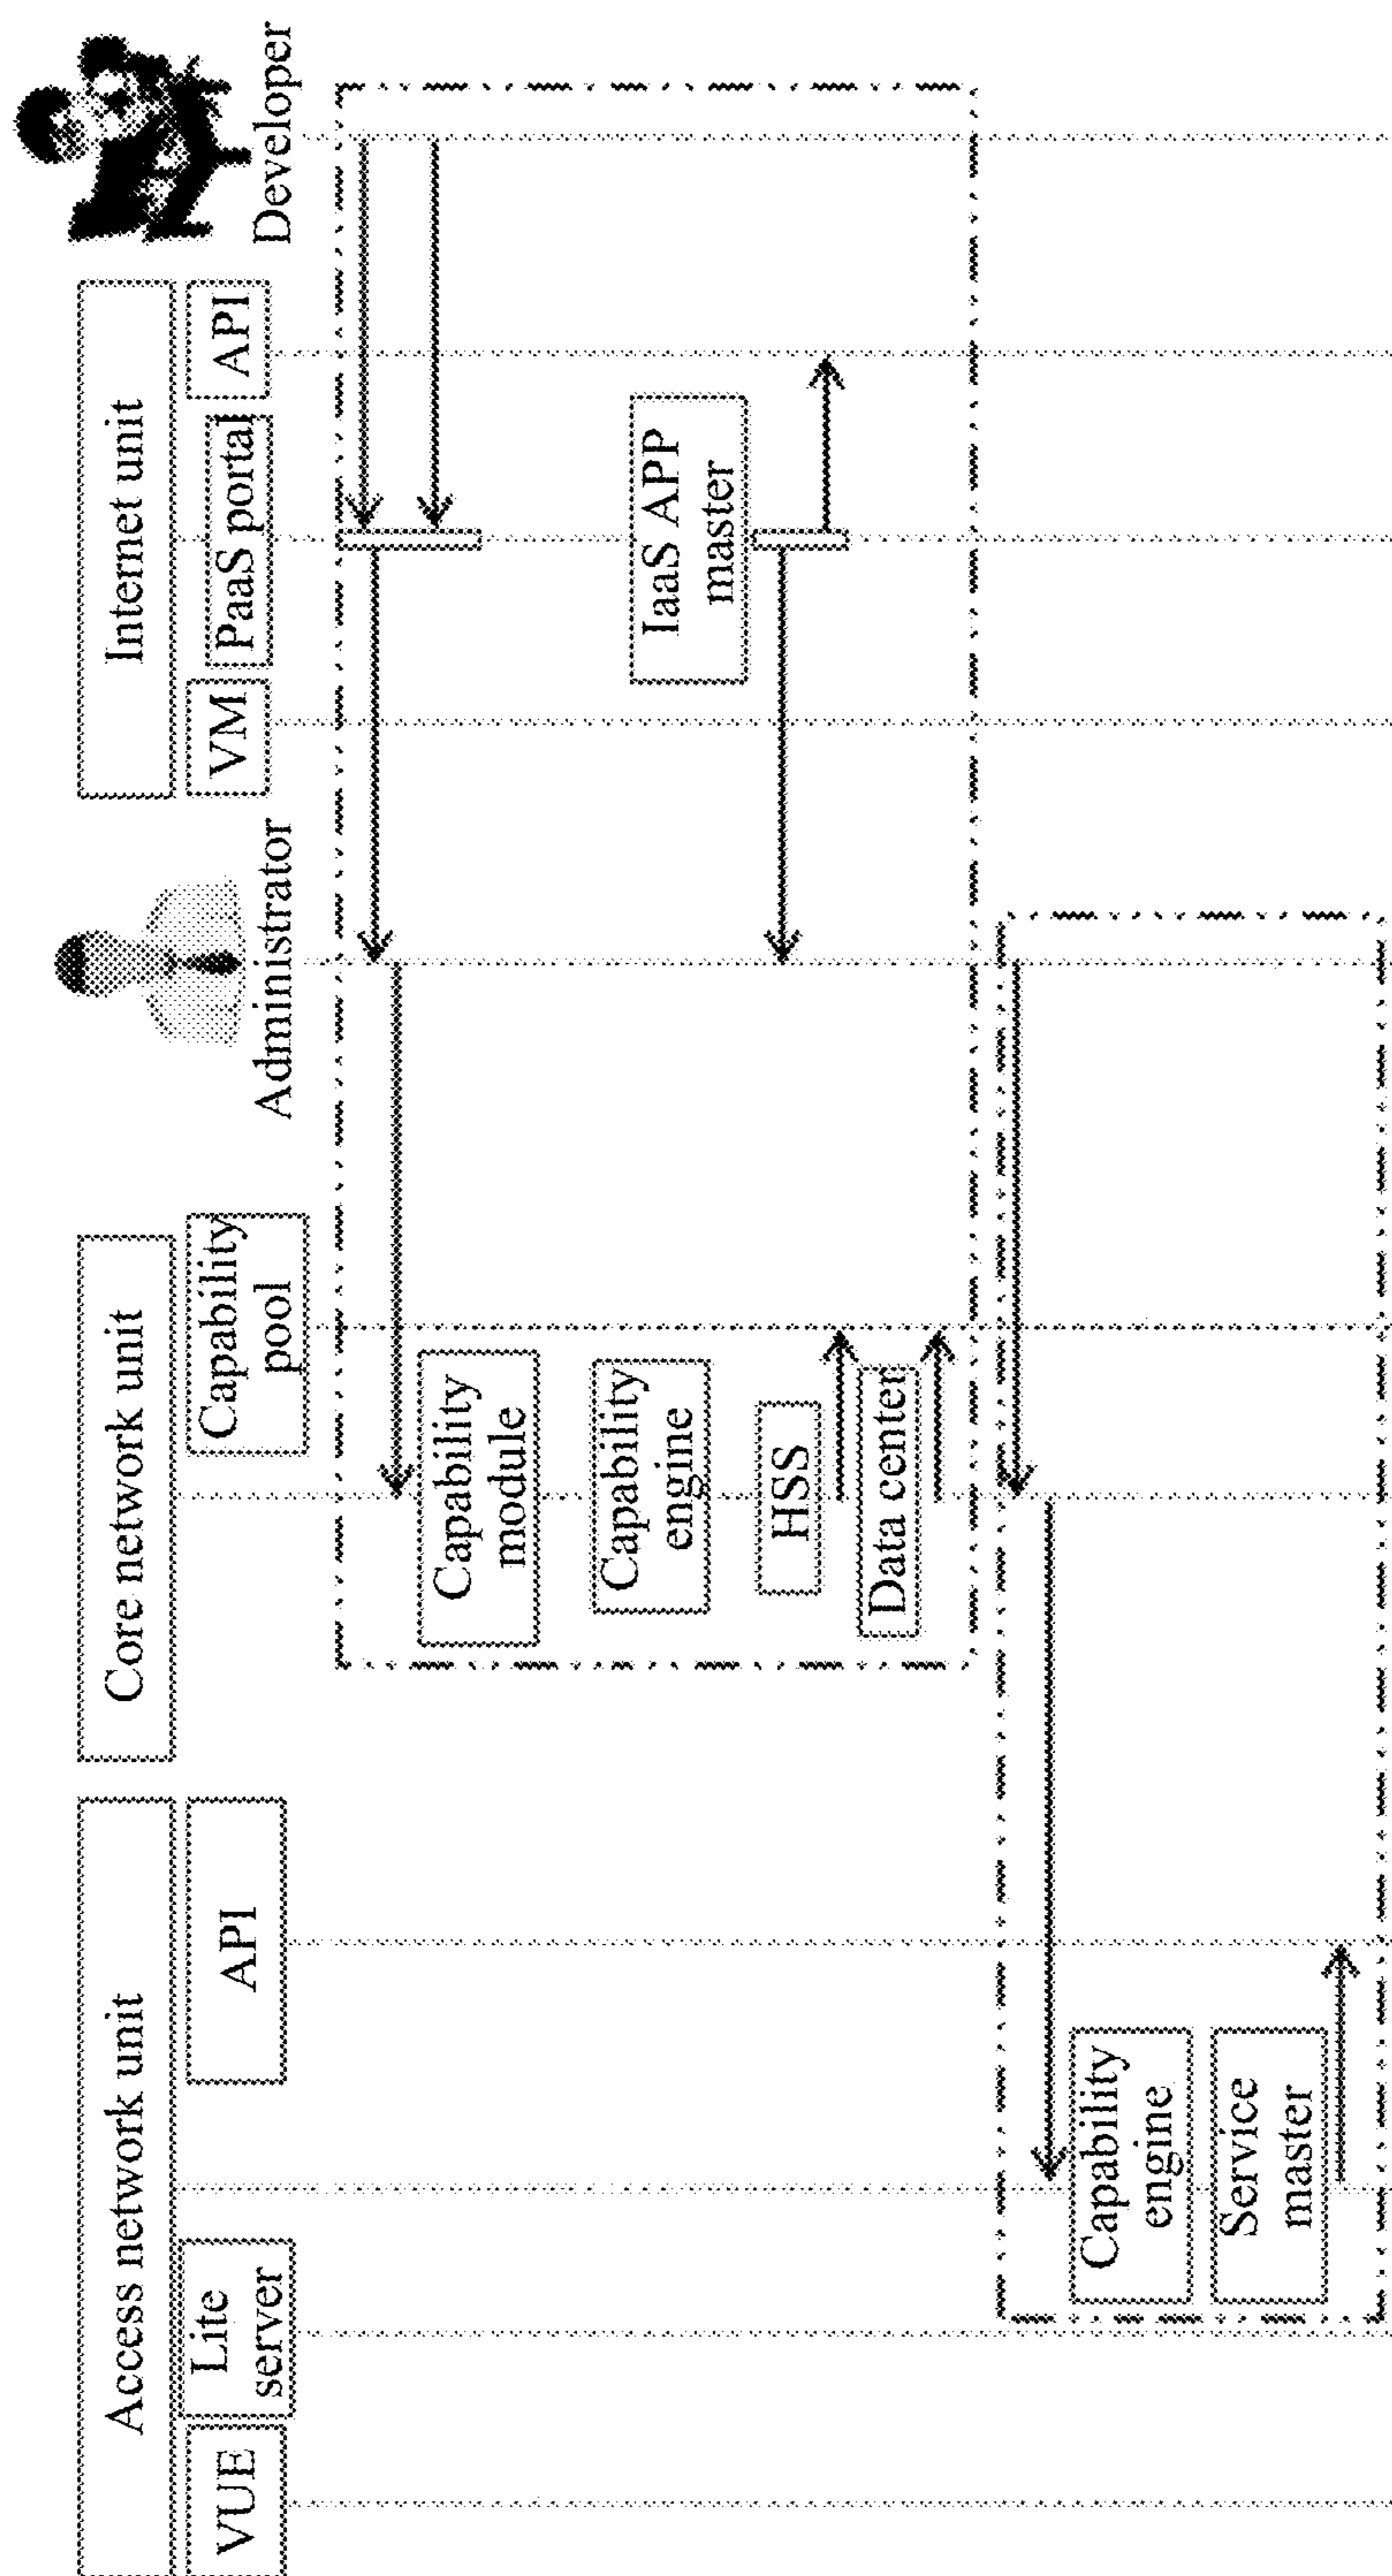 Access network unit
VUE
Lite
server
API
Core network unit
Capability
pool
Administrator
Internet unit
VM
PaaS portal
API
Developer
Capability
module
Capability
engine
HSS
Data center
IaaS APP
master
Capability
engine
Service
master